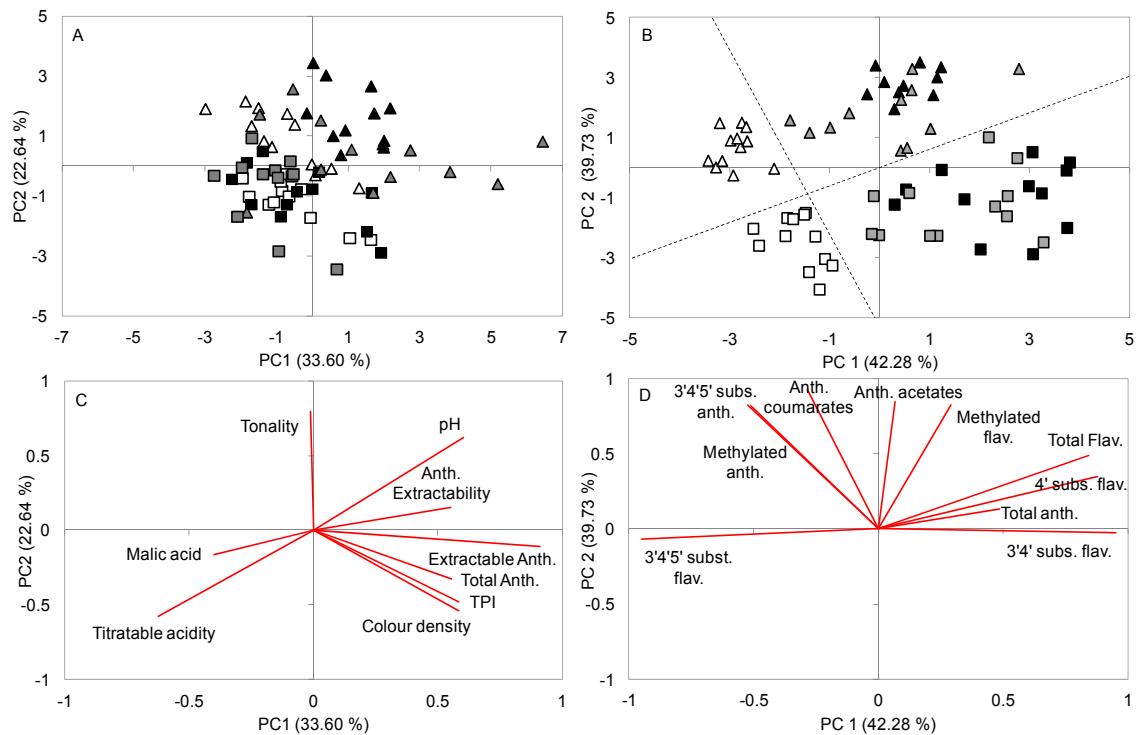 A
5
3
1
-1
-3
-5
-7
-5
-3
-1
1
3
5
7
PC2 (22.64 %)
PC1 (33.60 %)
B
5
3
1
-1
-3
-5
-5
-3
-1
1
3
5
PC 2 (39.73 %)
PC 1 (42.28 %)
C
1
0.5
0
-0.5
-1
-1
-0.5
0
0.5
1
PC2 (22.64 %)
PC1 (33.60 %)
Tonality
pH
Anth.
Extractability
Malic acid
Extractable Anth.
Total Anth.
TPI
Titratable acidity
Colour density
D
1
0.5
0
0.5
-1
-1
-0.5
0
0.5
1
PC 2 (39.73 %)
PC 1 (42.28 %)
3'4'5' subs.
anth.
Anth.
coumarates
Anth. acetates
Methylated
flav.
Methylated
anth.
Total Flav.
4' subs. flav.
Total anth.
3'4'5' subst.
flav.
3'4' subs. flav.